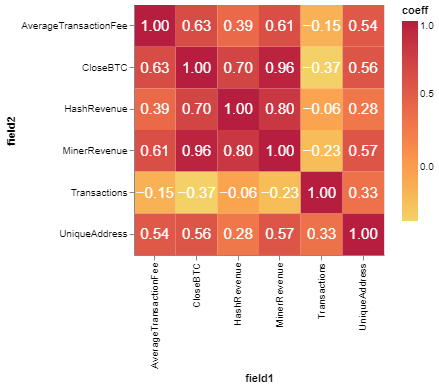 coeff
AverageTransactionFee 1.00 0.63 0.39 0.61 −0.15 0.54
CloseBTC 0.63 1.00 0.70 0.96 −0.37 0.56
HashRevenue 0.39 0.70 1.00 0.80 −0.06 0.28
MinerRevenue 0.61 0.96 0.80 1.00 −0.23 0.57
Transactions −0.15 −0.37 −0.06 −0.23 1.00 0.33
UniqueAddress 0.54 0.56 0.28 0.57 0.33 1.00
field2
AverageTransactionFee
CloseBTC
HashRevenue
MinerRevenue
Transactions
UniqueAddress
field1
1.0
0.5
0.0